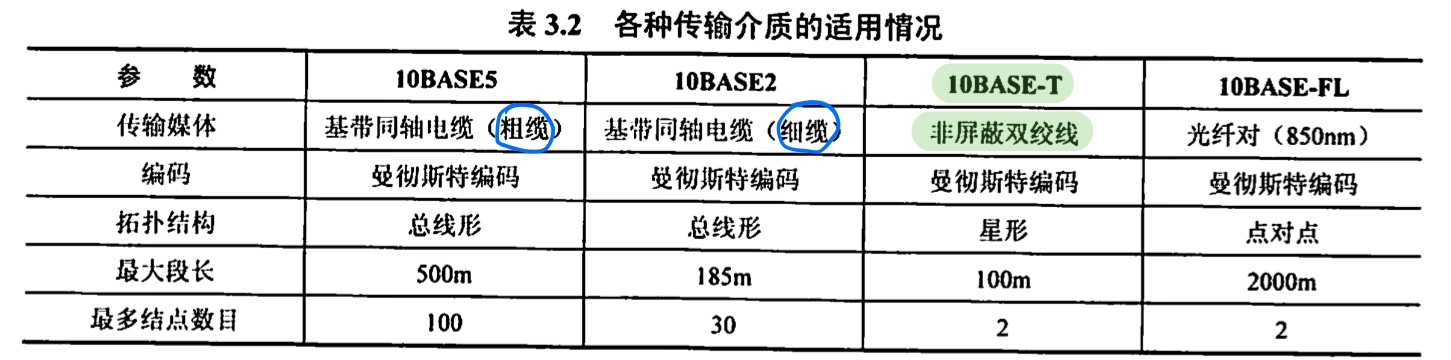 表 3.2 各种传输介质的适用情况
参 数 10BASE5 10BASE2 10BASE-T 10BASE-FL
传输媒体 基带同轴电缆（粗缆） 基带同轴电缆（细缆） 非屏蔽双绞线 光纤对（850nm）
编码 曼彻斯特编码 曼彻斯特编码 曼彻斯特编码 曼彻斯特编码
拓扑结构 总线形 总线形 星形 点对点
最大段长 500m 185m 100m 2000m
最多结点数目 100 30 2 2